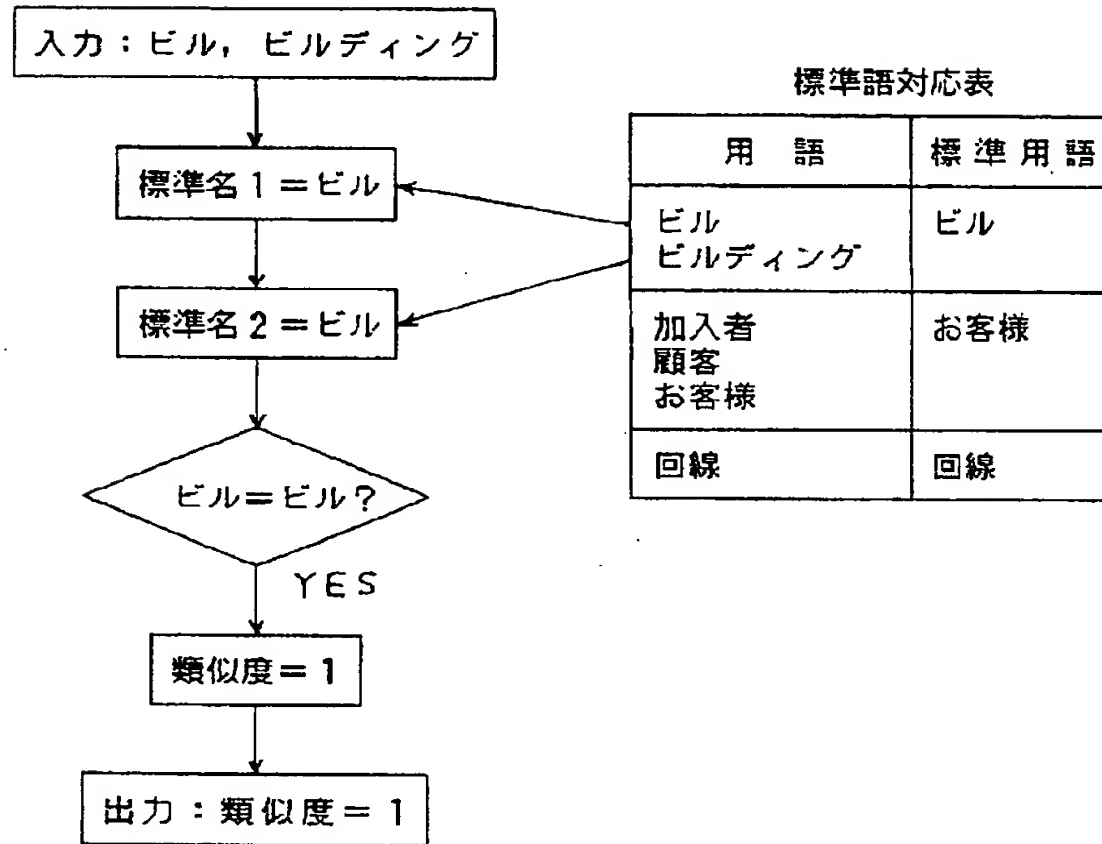 入力：ビル，ビルディング
標準名1＝ビル
標準名2＝ビル
ビル＝ビル？
YES
類似度＝1
出力：類似度＝1
標準語対応表
用語 標準用語
ビル ビル
ビルディング
加入者 お客様
顧客
お客様
回線 回線